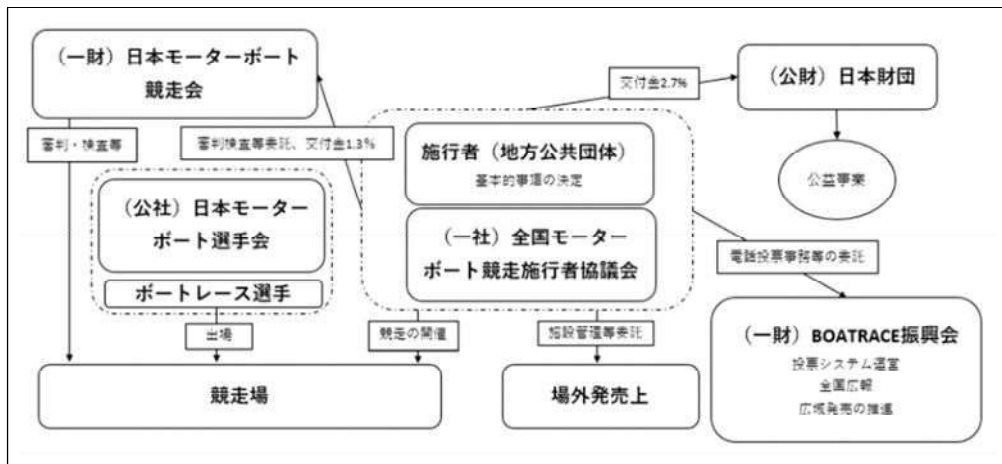 (一財)日本モーターボート
競走会
(公財)日本財団
交付金2.7%
審判・検査等
審判検査等委託、交付金1.3%
施行者(地方公共団体)
基本的事項の決定
公益事業
(公社)日本モーター
ボート選手会
(一社)全国モーター
ボート競走施行者協議会
電話投票事務等の委託
ボートレース選手
出場
競走の開催
施設管理等委託
(一財)BOATRACE振興会
投票システム運営
全国広報
広域発売の推進
競走場
場外発売上